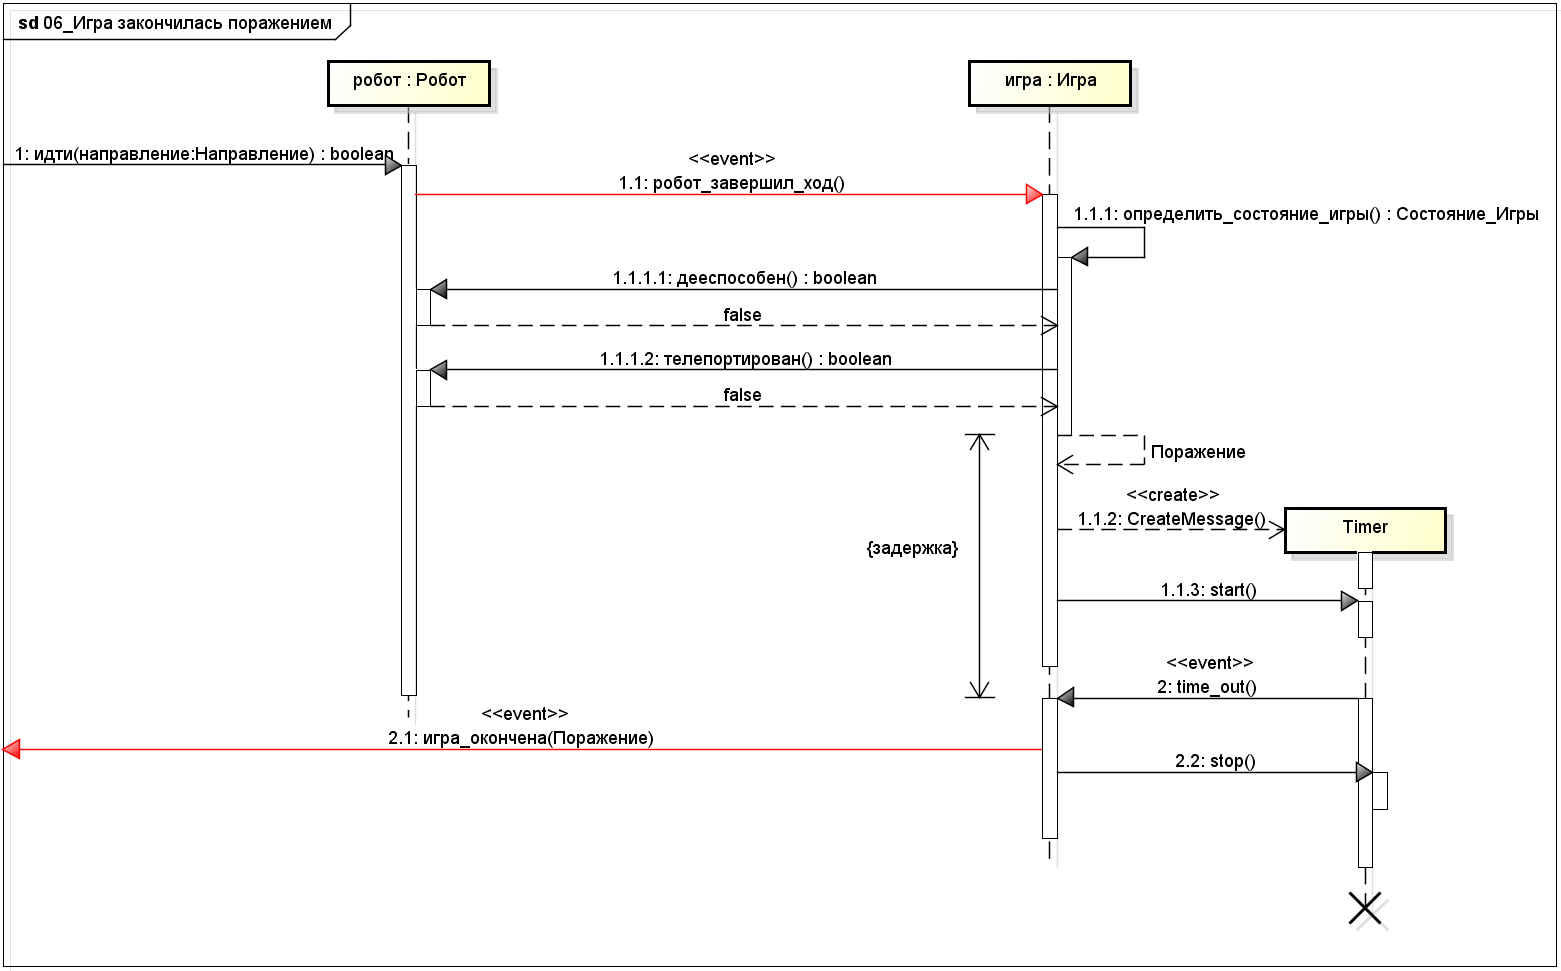 sd 06_Игра закончилась поражением
робот : Робот
игра : Игра
1: идти(направление:Направление) : boolean
<<event>>
1.1: робот_завершил_ход()
1.1.1: определить_состояние_игры() : Состояние_Игры
1.1.1.1: дееспособен() : boolean
false
1.1.1.2: телепортирован() : boolean
false
Поражение
<<create>>
1.1.2: CreateMessage()
Timer
{задержка}
1.1.3: start()
<<event>>
2: time_out()
<<event>>
2.1: игра_окончена(Поражение)
2.2: stop()